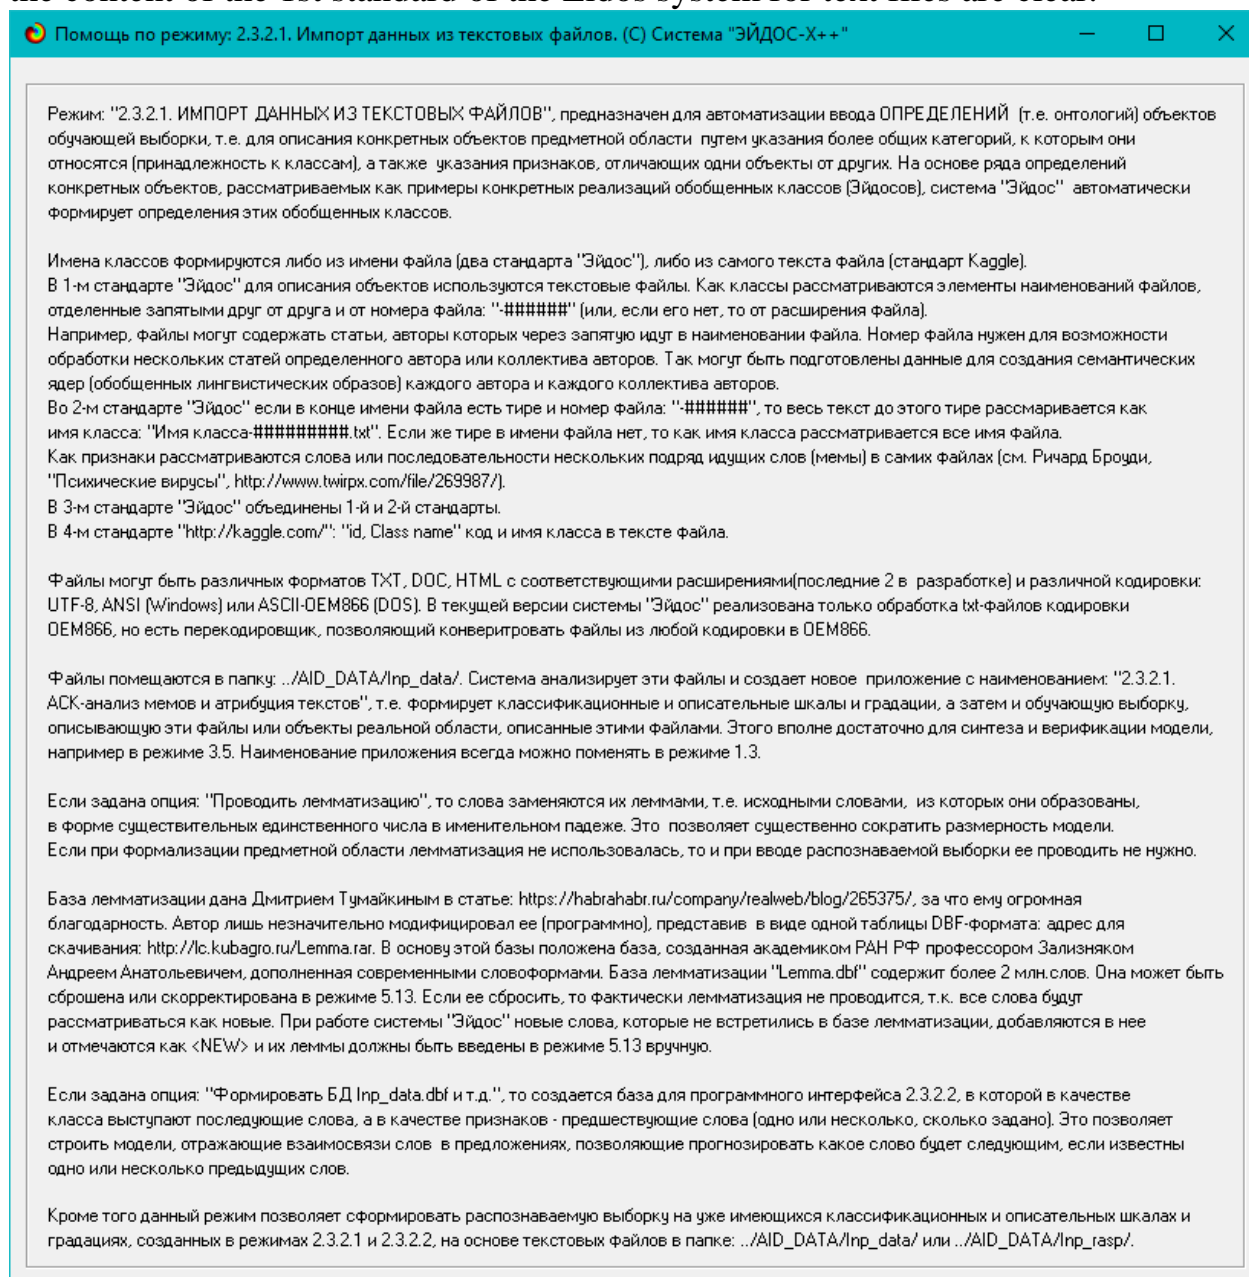 the content of the 1st standard of the Eidos system for text files are clear.
Помощь по режиму: 2.3.2.1. Импорт данных из текстовых файлов. (C) Система "ЭЙДОС-X++"
Режим: "2.3.2.1. ИМПОРТ ДАННЫХ ИЗ ТЕКСТОВЫХ ФАЙЛОВ", предназначен для автоматизации ввода ОПРЕДЕЛЕНИЙ (т.е. онтологий) объектов
обучающей выборки, т.е. для описания конкретных объектов предметной области путем указания более общих категорий, к которым они
относятся (принадлежность к классам), а также указания признаков, отличающих одни объекты от других. На основе ряда определений
конкретных объектов, рассматриваемых как примеры конкретных реализаций обобщенных классов (Эйдосов), система "Эйдос" автоматически
формирует определения этих обобщенных классов.
Имена классов формируются либо из имени файла (два стандарта "Эйдос"), либо из самого текста файла (стандарт Kaggle).
В 1-м стандарте "Эйдос" для описания объектов используются текстовые файлы. Как классы рассматриваются элементы наименований файлов,
отделенные запятыми друг от друга и от номера файла: "-######" (или, если его нет, то от расширения файла).
Например, файлы могут содержать статьи, авторы которых через запятую идут в наименовании файла. Номер файла нужен для возможности
обработки нескольких статей определенного автора или коллектива авторов. Так могут быть подготовлены данные для создания семантических
ядер (обобщенных лингвистических образов) каждого автора и каждого коллектива авторов.
Во 2-м стандарте "Эйдос" если в конце имени файла есть тире и номер файла: "-######", то весь текст до этого тире рассмаривается как
имя класса: "Имя класса-#########.txt". Если же тире в имени файла нет, то как имя класса рассматривается все имя файла.
Как признаки рассматриваются слова или последовательности нескольких подряд идущих слов (мемы) в самих файлах (см. Ричард Броуди,
"Психические вирусы", http://www.twirpx.com/file/269987/).
В 3-м стандарте "Эйдос" объединены 1-й и 2-й стандарты.
В 4-м стандарте "http://kaggle.com/": "id, Class name" код и имя класса в тексте файла.
Файлы могут быть различных форматов TXT, DOC, HTML с соответствующими расширениями(последние 2 в разработке) и различной кодировки:
UTF-8, ANSI (Windows) или ASCII-OEM866 (DOS). В текущей версии системы "Эйдос" реализована только обработка txt-файлов кодировки
OEM866, но есть перекодировщик, позволяющий конверитровать файлы из любой кодировки в OEM866.
Файлы помещаются в папку: ../AID_DATA/Inp_data/. Система анализирует эти файлы и создает новое приложение с наименованием: "2.3.2.1.
АСК-анализ мемов и атрибуция текстов", т.е. формирует классификационные и описательные шкалы и градации, а затем и обучающую выборку,
описывающую эти файлы или объекты реальной области, описанные этими файлами. Этого вполне достаточно для синтеза и верификации модели,
например в режиме 3.5. Наименование приложения всегда можно поменять в режиме 1.3.
Если задана опция: "Проводить лемматизацию", то слова заменяются их леммами, т.е. исходными словами, из которых они образованы,
в форме существительных единственного числа в именительном падеже. Это позволяет существенно сократить размерность модели.
Если при формализации предметной области лемматизация не использовалась, то и при вводе распознаваемой выборки ее проводить не нужно.
База лемматизации дана Дмитрием Тумайкиным в статье: https://habrahabr.ru/company/realweb/blog/265375/, за что ему огромная
благодарность. Автор лишь незначительно модифицировал ее (программно), представив в виде одной таблицы DBF-формата: адрес для
скачивания: http://lc.kubagro.ru/Lemma.rar. В основу этой базы положена база, созданная академиком РАН РФ профессором Зализняком
Андреем Анатольевичем, дополненная современными словоформами. База лемматизации "Lemma.dbf" содержит более 2 млн.слов. Она может быть
сброшена или скорректирована в режиме 5.13. Если ее сбросить, то фактически лемматизация не проводится, т.к. все слова будут
рассматриваться как новые. При работе системы "Эйдос" новые слова, которые не встретились в базе лемматизации, добавляются в нее
и отмечаются как <NEW> и их леммы должны быть введены в режиме 5.13 вручную.
Если задана опция: "Формировать БД Inp_data.dbf и т.д.", то создается база для программного интерфейса 2.3.2.2, в которой в качестве
класса выступают последующие слова, а в качестве признаков - предшествующие слова (одно или несколько, сколько задано). Это позволяет
строить модели, отражающие взаимосвязи слов в предложениях, позволяющие прогнозировать какое слово будет следующим, если известны
одно или несколько предыдущих слов.
Кроме того данный режим позволяет сформировать распознаваемую выборку на уже имеющихся классификационных и описательных шкалах и
градациях, созданных в режимах 2.3.2.1 и 2.3.2.2, на основе текстовых файлов в папке: ../AID_DATA/Inp_data/ или ../AID_DATA/Inp_rasp/.